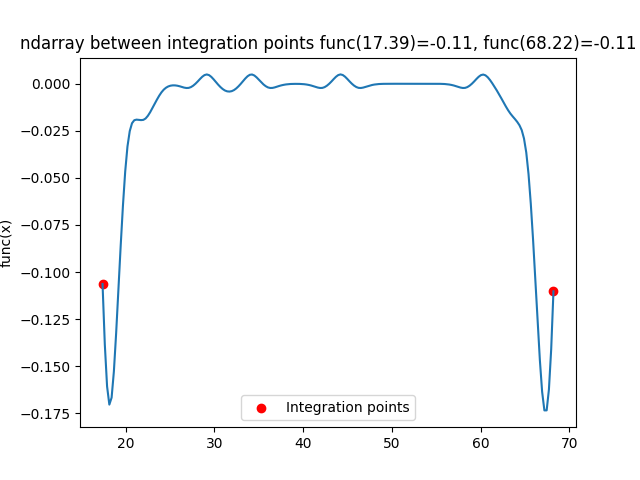 ndarray between integration points func(17.39)=-0.11, func(68.22)=-0.11
0.000
−0.025
−0.050
−0.075
−0.100
−0.125
−0.150
−0.175
func(x)
Integration points
20 30 40 50 60 70